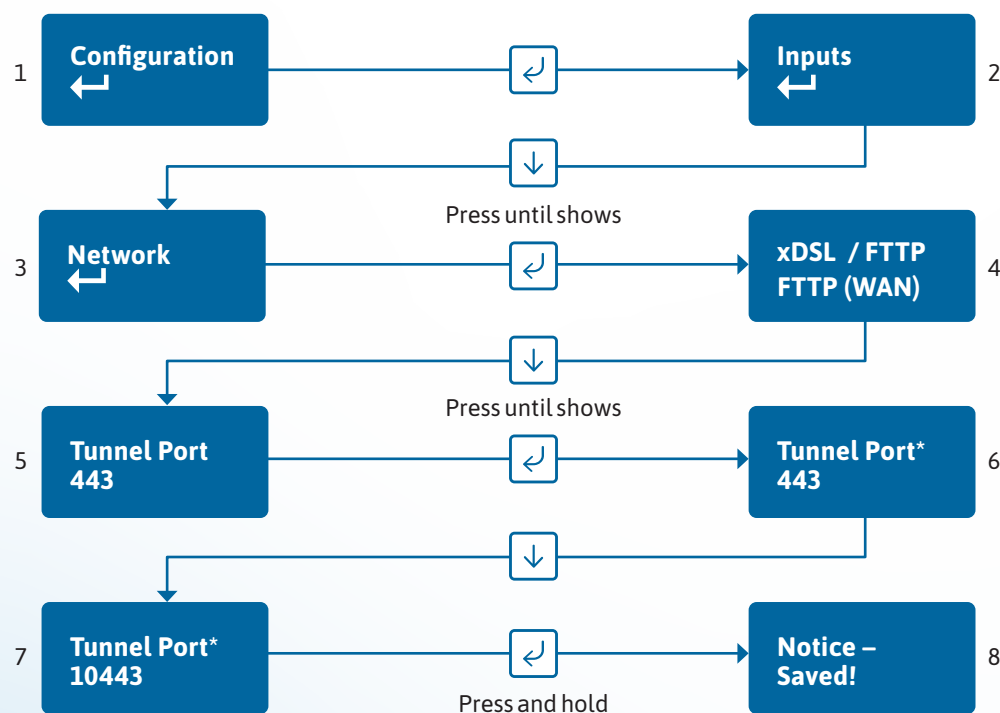 1
Configuration
Inputs
2
Press until shows
3
Network
xDSL / FTTP
FTTP (WAN)
4
Press until shows
5
Tunnel Port
443
Tunnel Port*
443
6
7
Tunnel Port*
10443
Notice –
Saved!
8
Press and hold